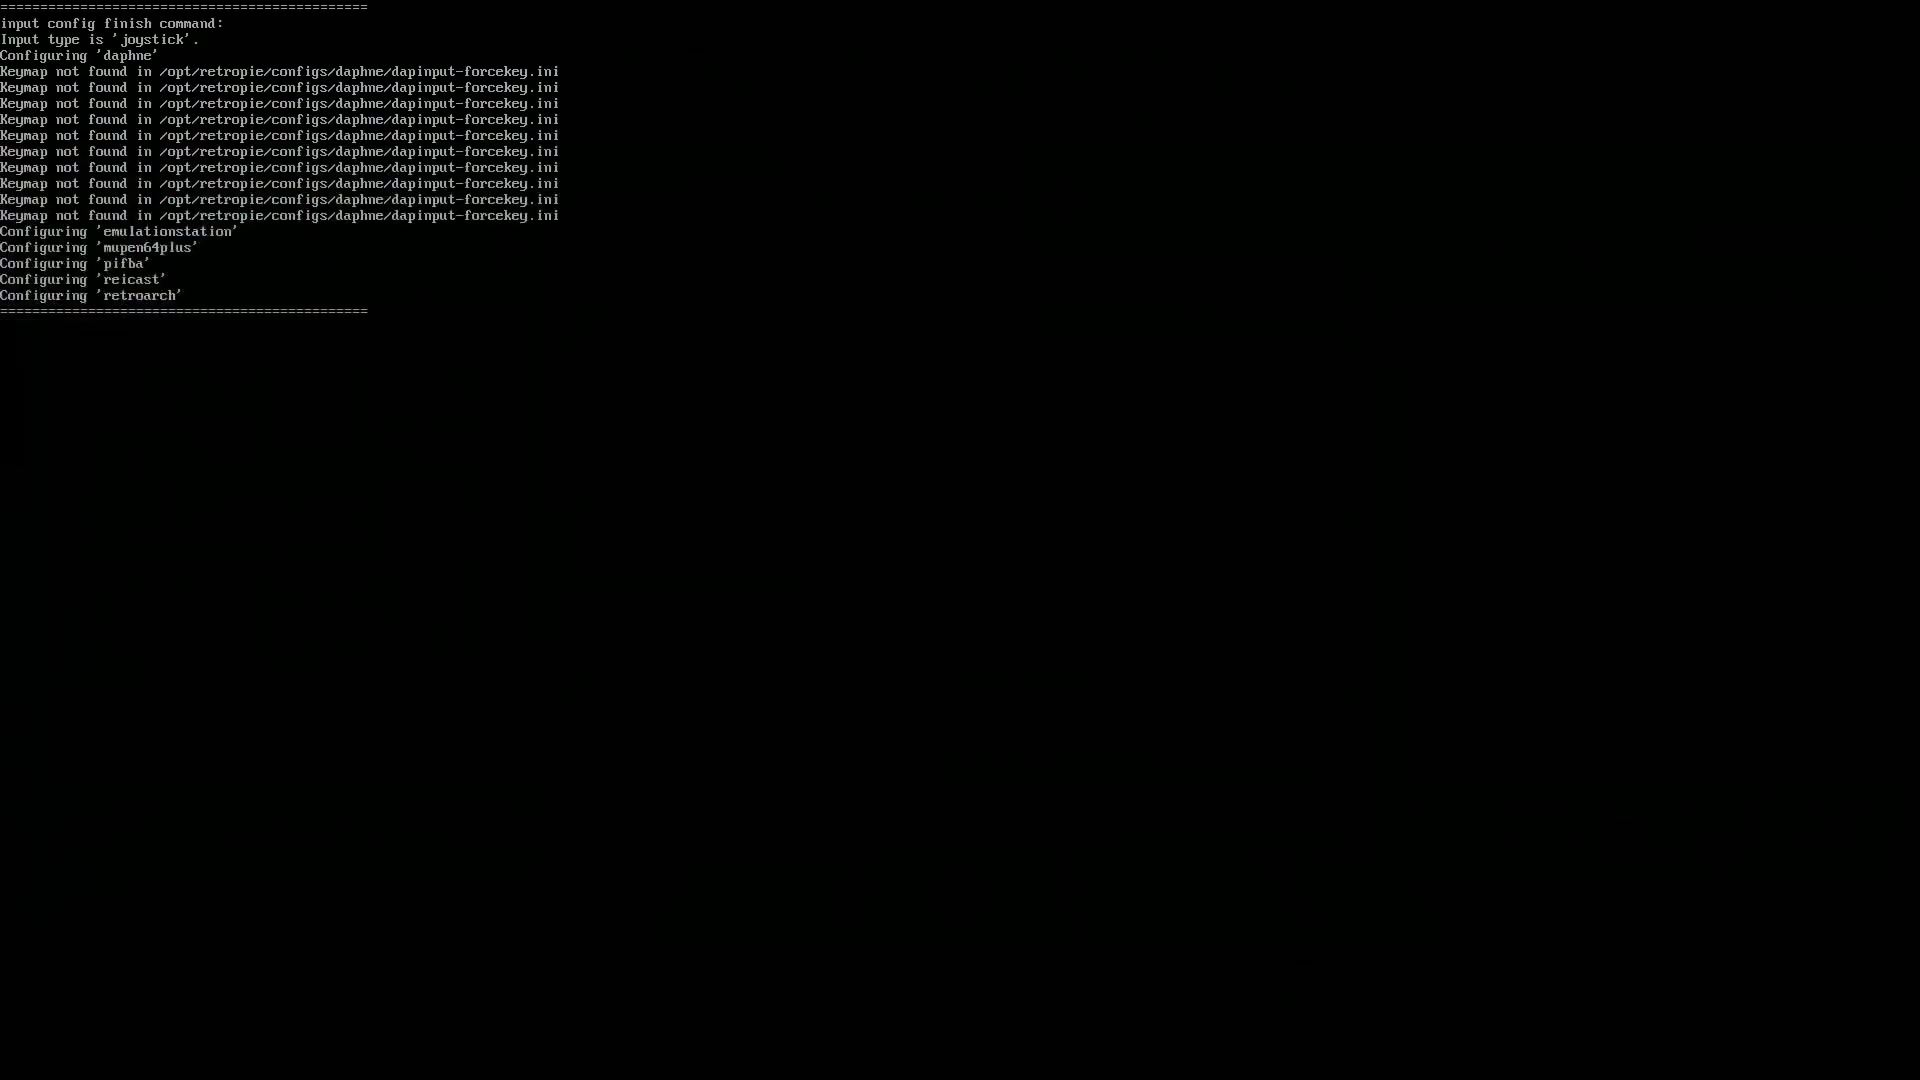 ==============================================
input config finish command:
Input type is 'joystick'.
Configuring 'daphne'
Keymap not found in /opt/retropie/configs/daphne/dapinput-forcekey.ini
Keymap not found in /opt/retropie/configs/daphne/dapinput-forcekey.ini
Keymap not found in /opt/retropie/configs/daphne/dapinput-forcekey.ini
Keymap not found in /opt/retropie/configs/daphne/dapinput-forcekey.ini
Keymap not found in /opt/retropie/configs/daphne/dapinput-forcekey.ini
Keymap not found in /opt/retropie/configs/daphne/dapinput-forcekey.ini
Keymap not found in /opt/retropie/configs/daphne/dapinput-forcekey.ini
Keymap not found in /opt/retropie/configs/daphne/dapinput-forcekey.ini
Keymap not found in /opt/retropie/configs/daphne/dapinput-forcekey.ini
Keymap not found in /opt/retropie/configs/daphne/dapinput-forcekey.ini
Configuring 'emulationstation'
Configuring 'mupen64plus'
Configuring 'pifba'
Configuring 'reicast'
Configuring 'retroarch'
==============================================